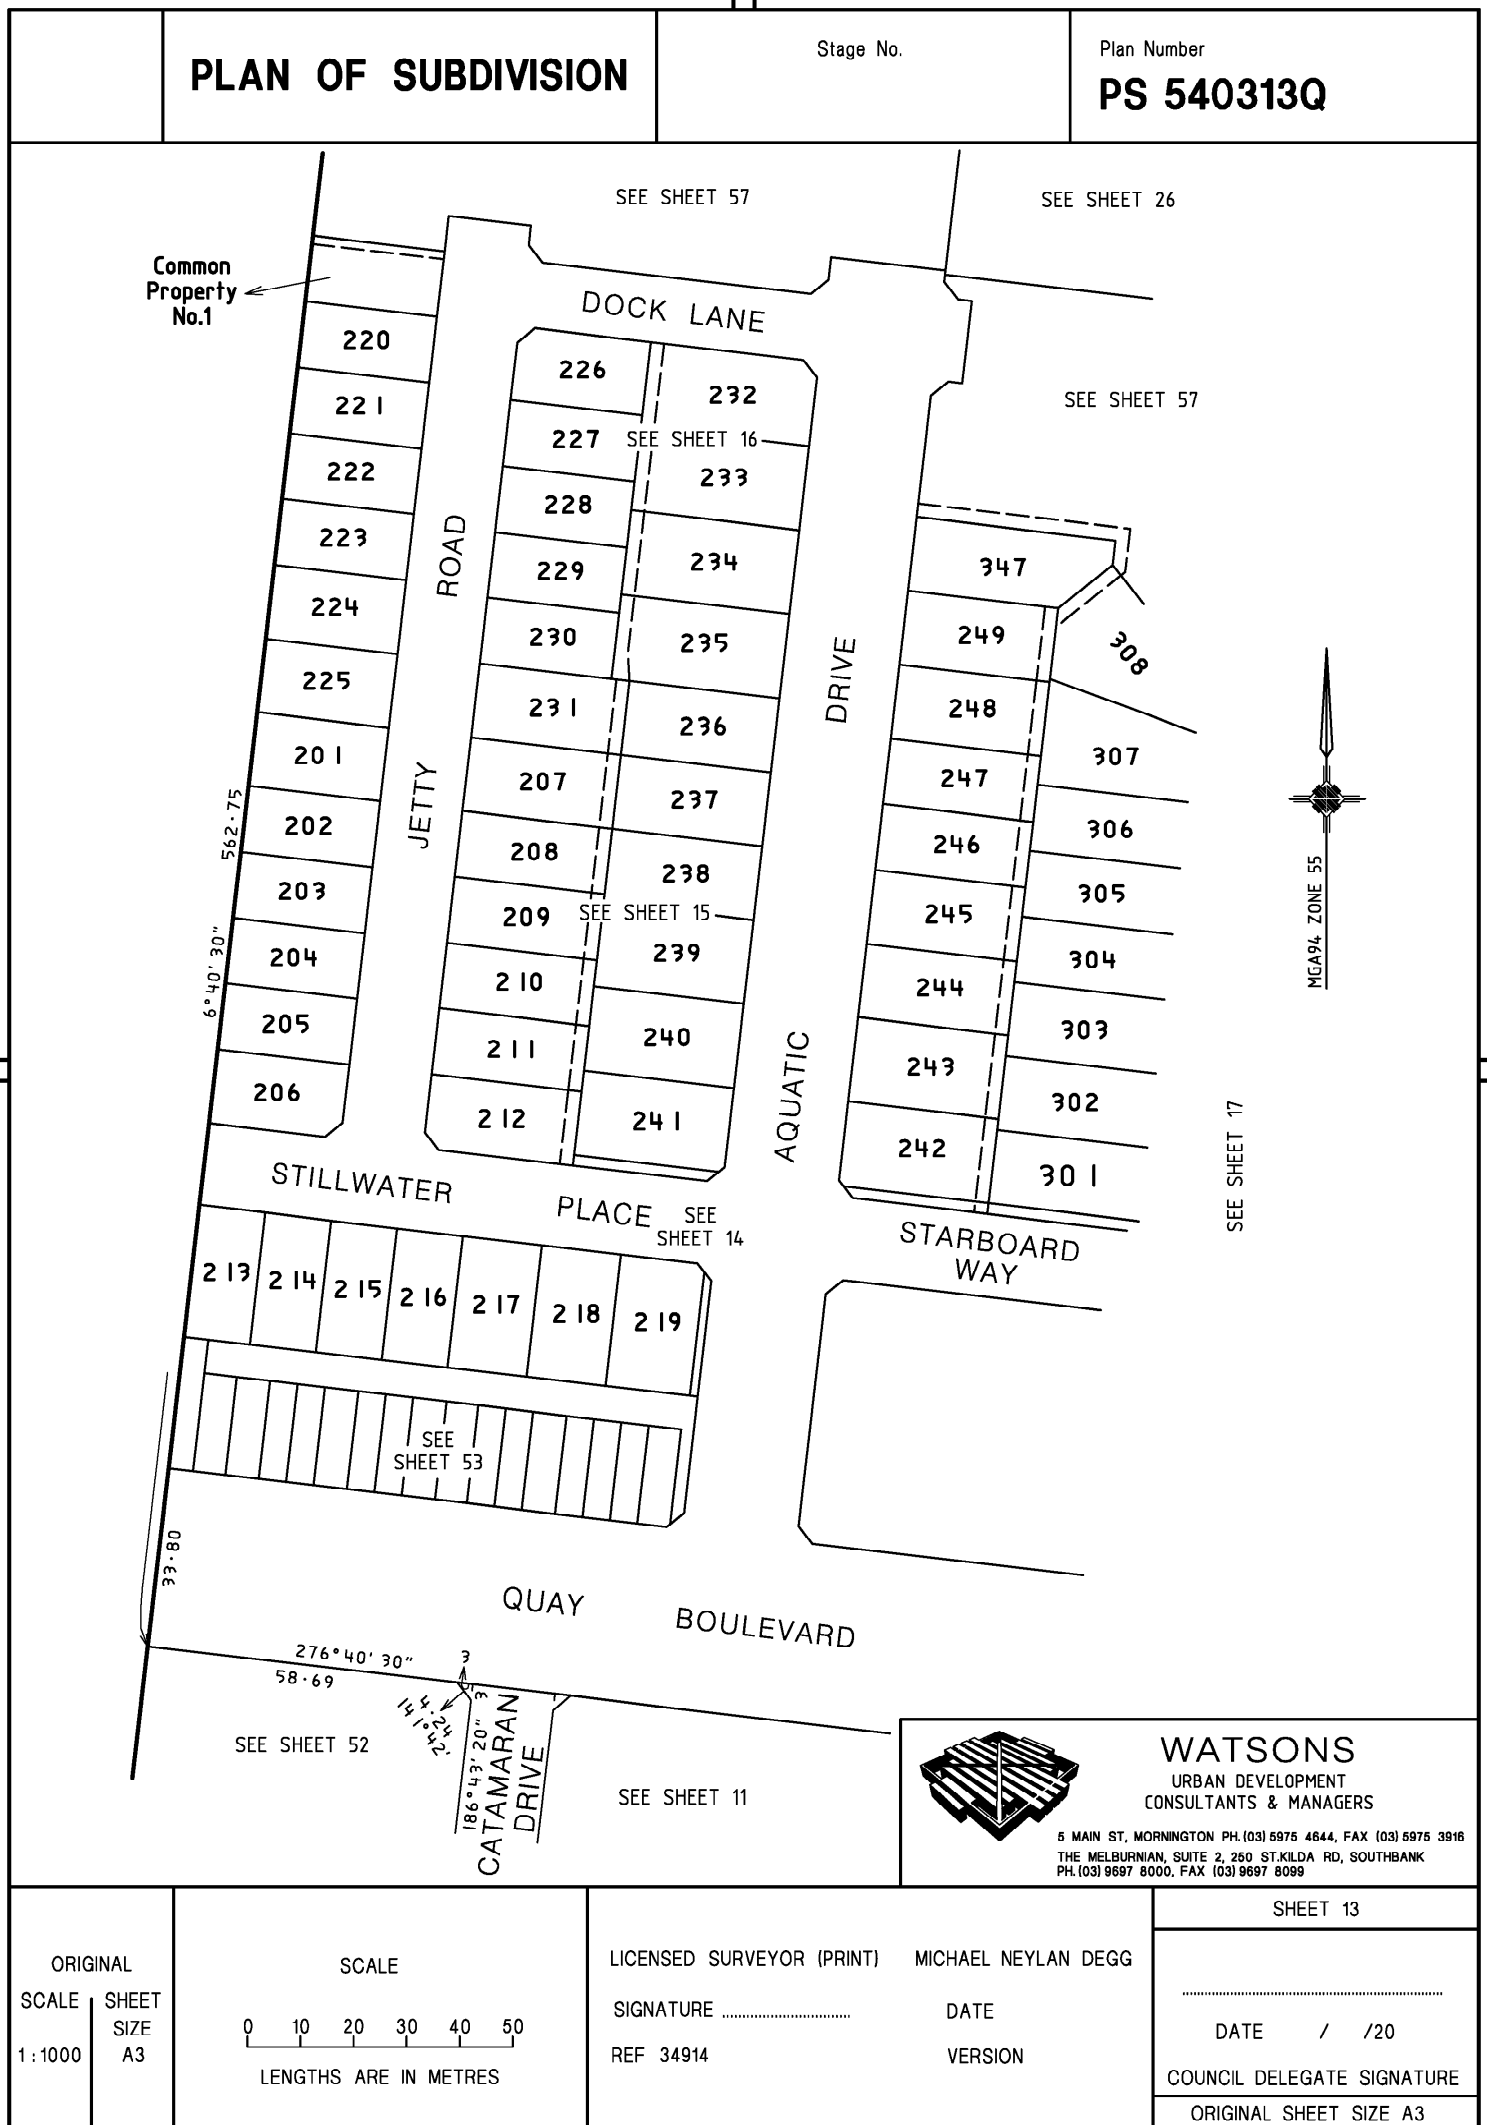 PLAN OF SUBDIVISION
Stage No.
Plan Number
PS 540313Q
SEE SHEET 57
SEE SHEET 26
Common
Property
No.1
DOCK LANE
220
221
222
223
224
225
201
202
203
204
205
206
562·75
6°40'30"
JETTY ROAD
226
227
228
229
230
231
207
208
209
210
211
212
SEE SHEET 16
232
233
234
235
236
237
238
SEE SHEET 15
239
240
241
AQUATIC DRIVE
SEE SHEET 57
347
249
248
247
246
245
244
243
242
308
307
306
305
304
303
302
301
MGA94 ZONE 55
SEE SHEET 17
STILLWATER PLACE
SEE
SHEET 14
STARBOARD
WAY
213
214
215
216
217
218
219
SEE
SHEET 53
33·80
QUAY BOULEVARD
276°40'30"
58·69
3
3
4·24
141°42'
186°43'20"
CATAMARAN
DRIVE
SEE SHEET 52
SEE SHEET 11
WATSONS
URBAN DEVELOPMENT
CONSULTANTS & MANAGERS
5 MAIN ST, MORNINGTON PH.(03) 5975 4644, FAX (03) 5975 3916
THE MELBURNIAN, SUITE 2, 250 ST.KILDA RD, SOUTHBANK
PH.(03) 9697 8000, FAX (03) 9697 8099
SHEET 13
ORIGINAL
SCALE SHEET
SIZE
1:1000 A3
SCALE
0 10 20 30 40 50
LENGTHS ARE IN METRES
LICENSED SURVEYOR (PRINT) MICHAEL NEYLAN DEGG
SIGNATURE ........................ DATE
REF 34914 VERSION
DATE / /20
COUNCIL DELEGATE SIGNATURE
ORIGINAL SHEET SIZE A3